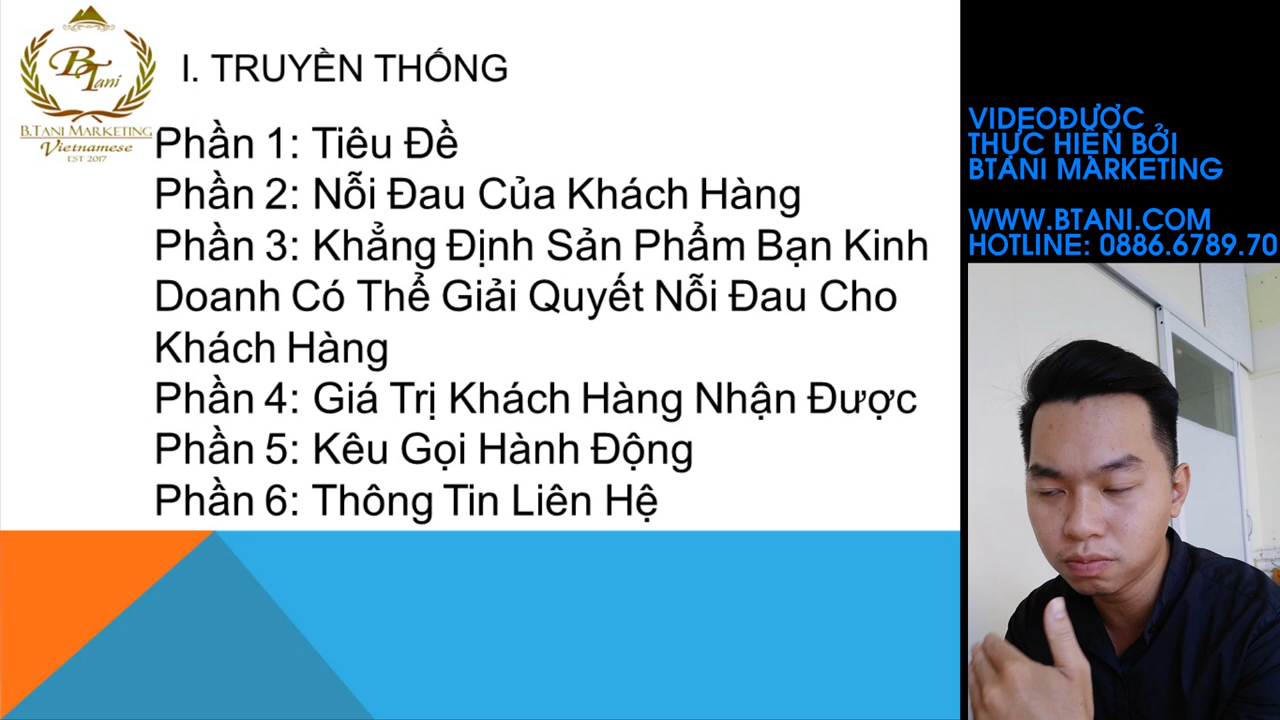 I. TRUYỀN THỐNG
BTani
B.TANI MARKETING
Vietnamese
EST 2017
Phần 1: Tiêu Đề
Phần 2: Nỗi Đau Của Khách Hàng
Phần 3: Khẳng Định Sản Phẩm Bạn Kinh
Doanh Có Thể Giải Quyết Nỗi Đau Cho
Khách Hàng
Phần 4: Giá Trị Khách Hàng Nhận Được
Phần 5: Kêu Gọi Hành Động
Phần 6: Thông Tin Liên Hệ
VIDEOĐƯỢC
THỰC HIỆN BỞI
BTANI MARKETING
WWW.BTANI.COM
HOTLINE: 0886.6789.70